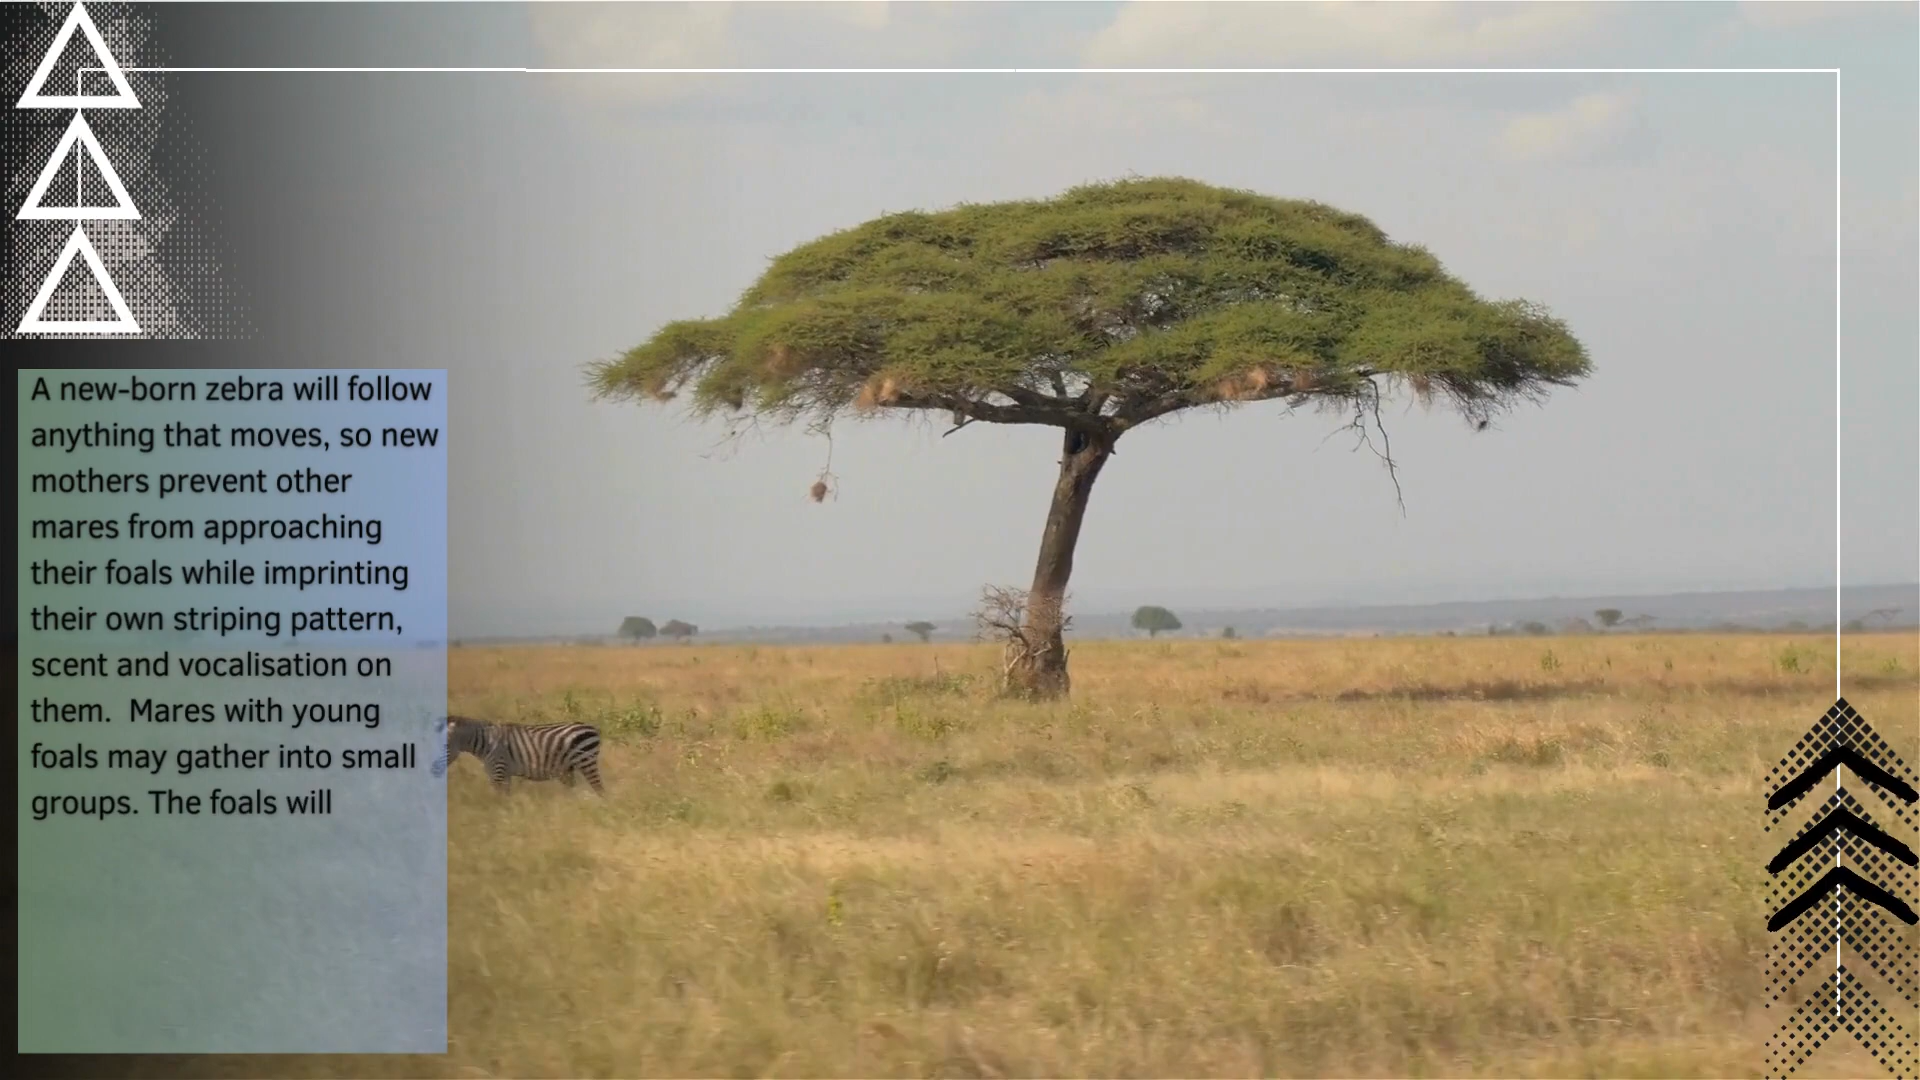 A new-born zebra will follow
anything that moves, so new
mothers prevent other
mares from approaching
their foals while imprinting
their own striping pattern,
scent and vocalisation on
them.  Mares with young
foals may gather into small
groups. The foals will